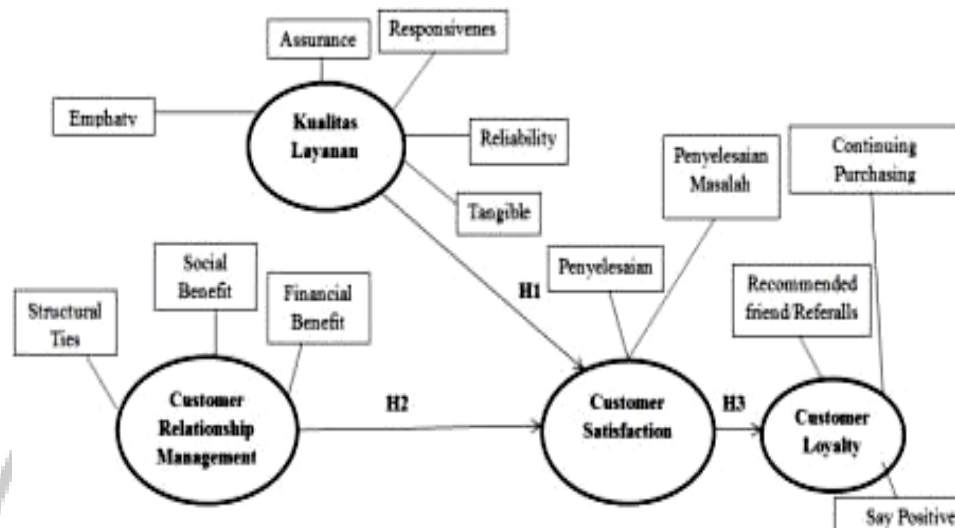 Assurance
Responsivenes
Emphaty
Kualitas
Layanan
Reliability
Tangible
Penyelesaian
Masalah
Continuing
Purchasing
Structural
Ties
Social
Benefit
Financial
Benefit
H1
Penyelesaian
Recommended
friend/Referalls
Customer
Relationship
Management
H2
Customer
Satisfaction
H3
Customer
Loyalty
Say Positive